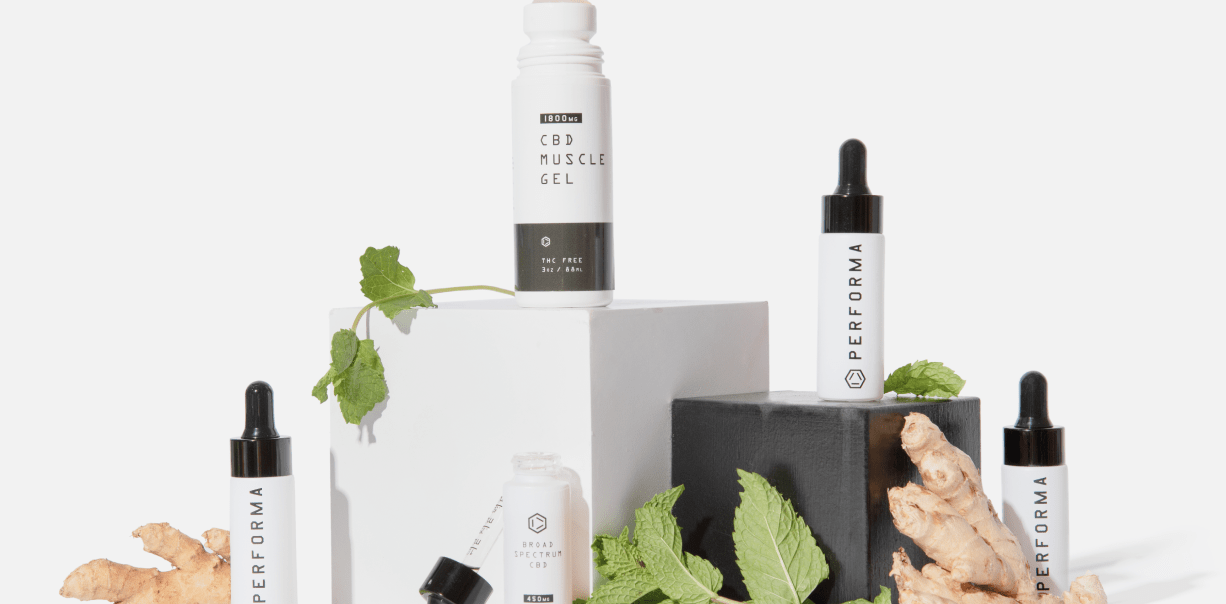 1800MG
CBD
MUSCLE
GEL
THC FREE
3oz / 88ML
PERFORMA
PERFORMA
BROAD
SPECTRUM
CBD
450MG
PERFORMA